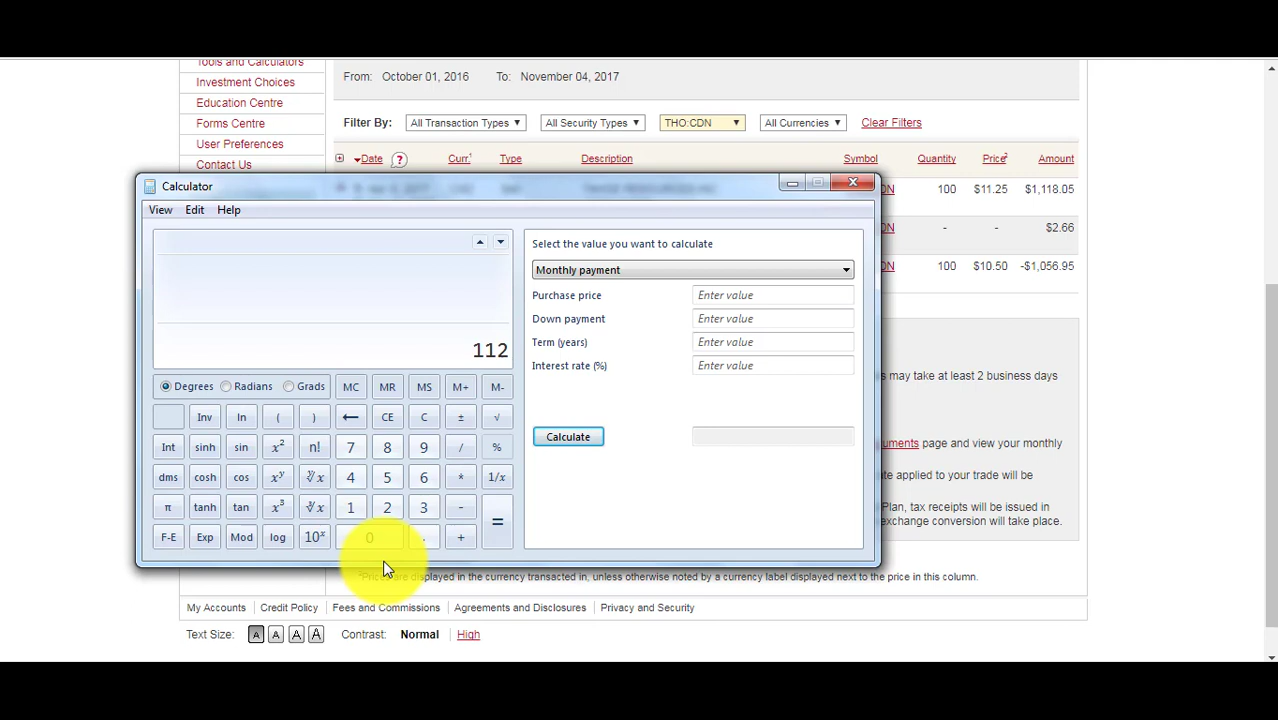 Tools and Calculators
Investment Choices
Education Centre
Forms Centre
User Preferences
Contact Us
From: October 01, 2016 To: November 04, 2017
Filter By: All Transaction Types All Security Types THO:CDN All Currencies Clear Filters
Date ? Curr.¹ Type Description Symbol Quantity Price² Amount
DN 100 $11.25 $1,118.05
DN - - $2.66
DN 100 $10.50 -$1,056.95
Calculator
View Edit Help
112
Degrees Radians Grads MC MR MS M+ M-
Inv ln ( ) ← CE C ± √
Int sinh sin x² n! 7 8 9 / %
dms cosh cos xʸ ʸ√x 4 5 6 * 1/x
π tanh tan x³ ³√x 1 2 3 - =
F-E Exp Mod log 10ˣ 0 . +
Select the value you want to calculate
Monthly payment
Purchase price Enter value
Down payment Enter value
Term (years) Enter value
Interest rate (%) Enter value
Calculate
s may take at least 2 business days
uments page and view your monthly
ate applied to your trade will be
Plan, tax receipts will be issued in
exchange conversion will take place.
*Prices are displayed in the currency transacted in, unless otherwise noted by a currency label displayed next to the price in this column.
My Accounts Credit Policy Fees and Commissions Agreements and Disclosures Privacy and Security
Text Size: A A A A Contrast: Normal High